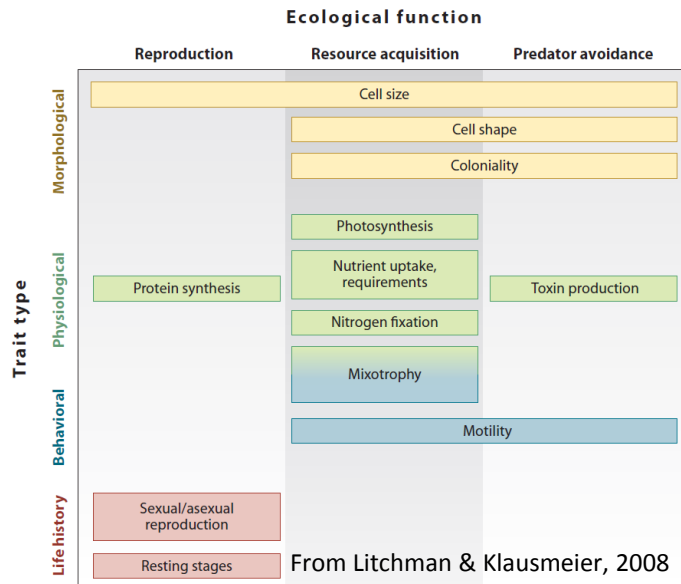 Ecological function
Reproduction
Resource acquisition
Predator avoidance
Trait type
Morphological
Cell size
Cell shape
Coloniality
Physiological
Photosynthesis
Nutrient uptake,
requirements
Protein synthesis
Toxin production
Nitrogen fixation
Mixotrophy
Behavioral
Motility
Life history
Sexual/asexual
reproduction
Resting stages
From Litchman & Klausmeier, 2008